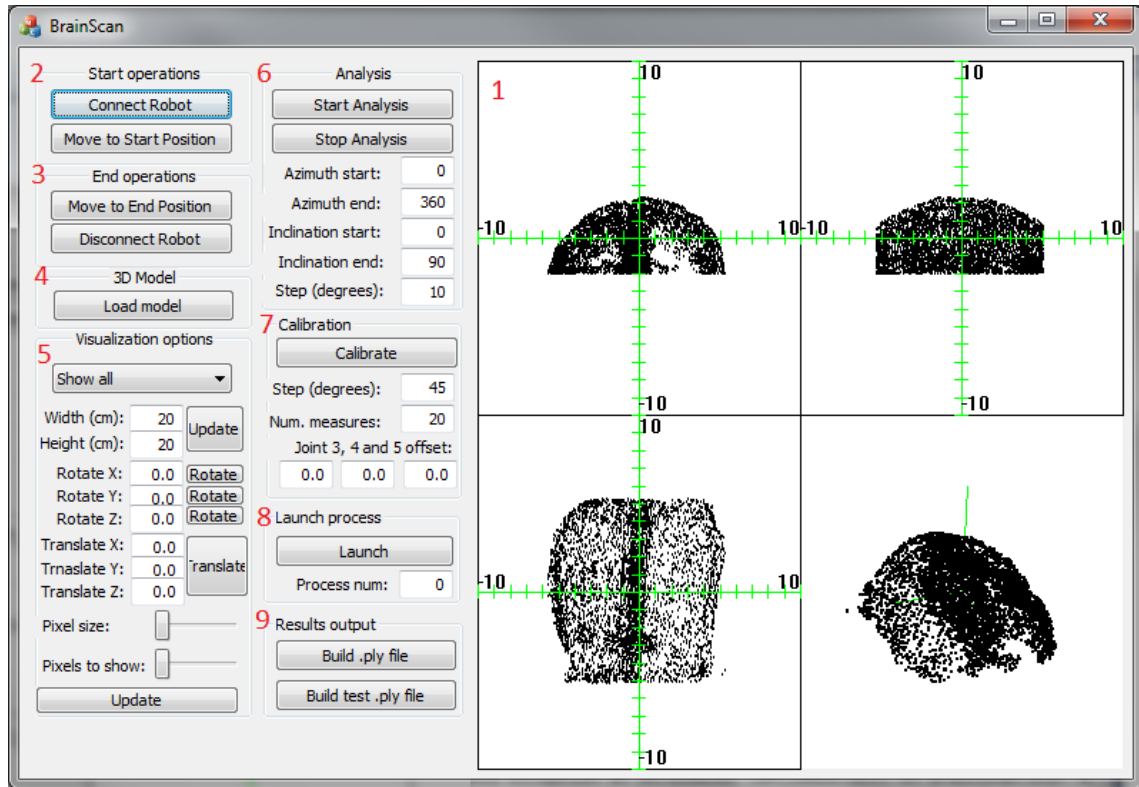 BrainScan
2 Start operations
Connect Robot
Move to Start Position
3 End operations
Move to End Position
Disconnect Robot
4 3D Model
Load model
5 Visualization options
Show all
Width (cm): 20
Height (cm): 20
Update
Rotate X: 0.0 Rotate
Rotate Y: 0.0 Rotate
Rotate Z: 0.0 Rotate
Translate X: 0.0
Trnaslate Y: 0.0
Translate Z: 0.0
Translate
Pixel size:
Pixels to show:
Update
6 Analysis
Start Analysis
Stop Analysis
Azimuth start: 0
Azimuth end: 360
Inclination start: 0
Inclination end: 90
Step (degrees): 10
7 Calibration
Calibrate
Step (degrees): 45
Num. measures: 20
Joint 3, 4 and 5 offset:
0.0 0.0 0.0
8 Launch process
Launch
Process num: 0
9 Results output
Build .ply file
Build test .ply file
1
10
-10 10
-10
10
-10 10
-10
10
-10 10
-10